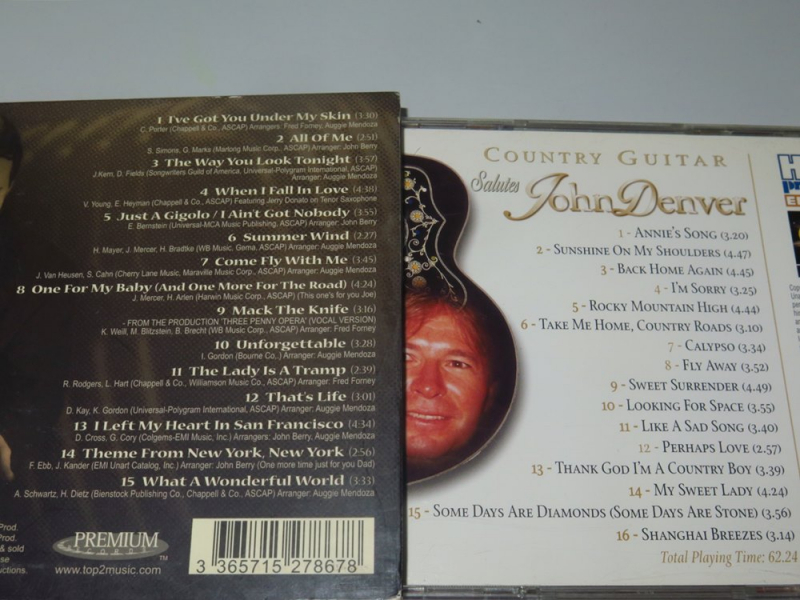 1 I've Got You Under My Skin (3:30)
C. Porter (Chappell & Co., ASCAP) Arrangers: Fred Forney, Auggie Mendoza
2 All Of Me (2:51)
S. Simons, G. Marks (Marlong Music Corp., ASCAP) Arranger: John Berry
3 The Way You Look Tonight (3:57)
J.Kern, D. Fields (Songwriters Guild of America, Universal-Polygram International, ASCAP)
Arranger: Auggie Mendoza
4 When I Fall In Love (4:38)
V. Young, E. Heyman (Chappell & Co., ASCAP) Featuring Jerry Donato on Tenor Saxophone
5 Just A Gigolo / I Ain't Got Nobody (3:55)
E. Bernstein (Universal-MCA Music Publishing) Arranger: John Berry
6 Summer Wind (2:27)
H. Mayer, J. Mercer, H. Bradtke (WB Music, Gema, ASCAP) Arranger: Auggie Mendoza
7 Come Fly With Me (3:45)
J. Van Heusen, S. Cahn (Cherry Lane Music, Maraville Music Corp., ASCAP) Arranger: Auggie Mendoza
8 One For My Baby (And One More For The Road) (4:24)
J. Mercer, H. Arlen (Harwin Music Corp., ASCAP) (This one's for you Joe)
9 Mack The Knife (3:16)
- FROM THE PRODUCTION 'THREE PENNY OPERA' (VOCAL VERSION)
K. Weill, M. Blitzstein, B. Brecht (WB Music Corp., ASCAP) Arranger: Fred Forney
10 Unforgettable (3:28)
I. Gordon (Bourne Co.,) Arranger: Auggie Mendoza
11 The Lady Is A Tramp (2:39)
R. Rodgers, L. Hart (Chappell & Co., Williamson Music Co., ASCAP) Arranger: Fred Forney
12 That's Life (3:01)
D. Kay, K. Gordon (Universal-Polygram International, ASCAP) Arranger: Auggie Mendoza
13 I Left My Heart In San Francisco (4:34)
D. Cross, G. Cory (Colgems-EMI Music, Inc.,) Arrangers: John Berry, Auggie Mendoza
14 Theme From New York, New York (2:56)
F. Ebb, J. Kander (EMI Unart Catalog, Inc.,) Arranger: John Berry (One more time just for you Dad)
15 What A Wonderful World (3:33)
A. Schwartz, H. Dietz (Bienstock Publishing Co., Chappell & Co., ASCAP) Arranger: Auggie Mendoza
Prod.
& sold
PREMIUM
RECORDS
TM
www.top2music.com
3 365715 278678
COUNTRY GUITAR
Salutes
John Denver
1 - ANNIE'S SONG (3.20)
2 - SUNSHINE ON MY SHOULDERS (4.47)
3 - BACK HOME AGAIN (4.45)
4 - I'M SORRY (3.25)
5 - ROCKY MOUNTAIN HIGH (4.44)
6 - TAKE ME HOME, COUNTRY ROADS (3.10)
7 - CALYPSO (3.34)
8 - FLY AWAY (3.52)
9 - SWEET SURRENDER (4.49)
10 - LOOKING FOR SPACE (3.55)
11 - LIKE A SAD SONG (3.40)
12 - PERHAPS LOVE (2.57)
13 - THANK GOD I'M A COUNTRY BOY (3.39)
14 - MY SWEET LADY (4.24)
15 - SOME DAYS ARE DIAMONDS (SOME DAYS ARE STONE) (3.56)
16 - SHANGHAI BREEZES (3.14)
Total Playing Time: 62.24